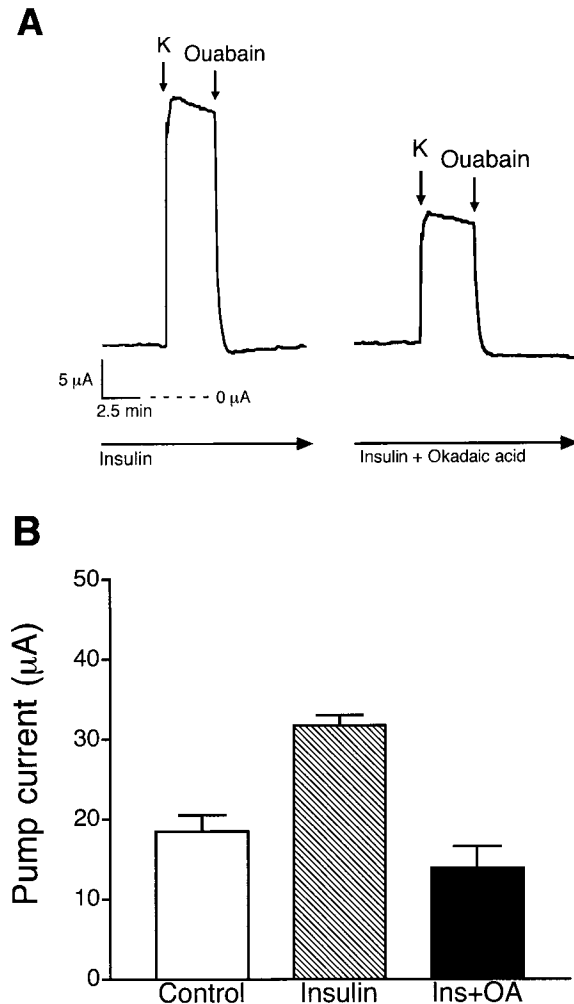 A
K Ouabain
K Ouabain
5 μA
2.5 min
0 μA
Insulin
Insulin + Okadaic acid
B
Pump current (μA)
50
40
30
20
10
0
Control Insulin Ins+OA